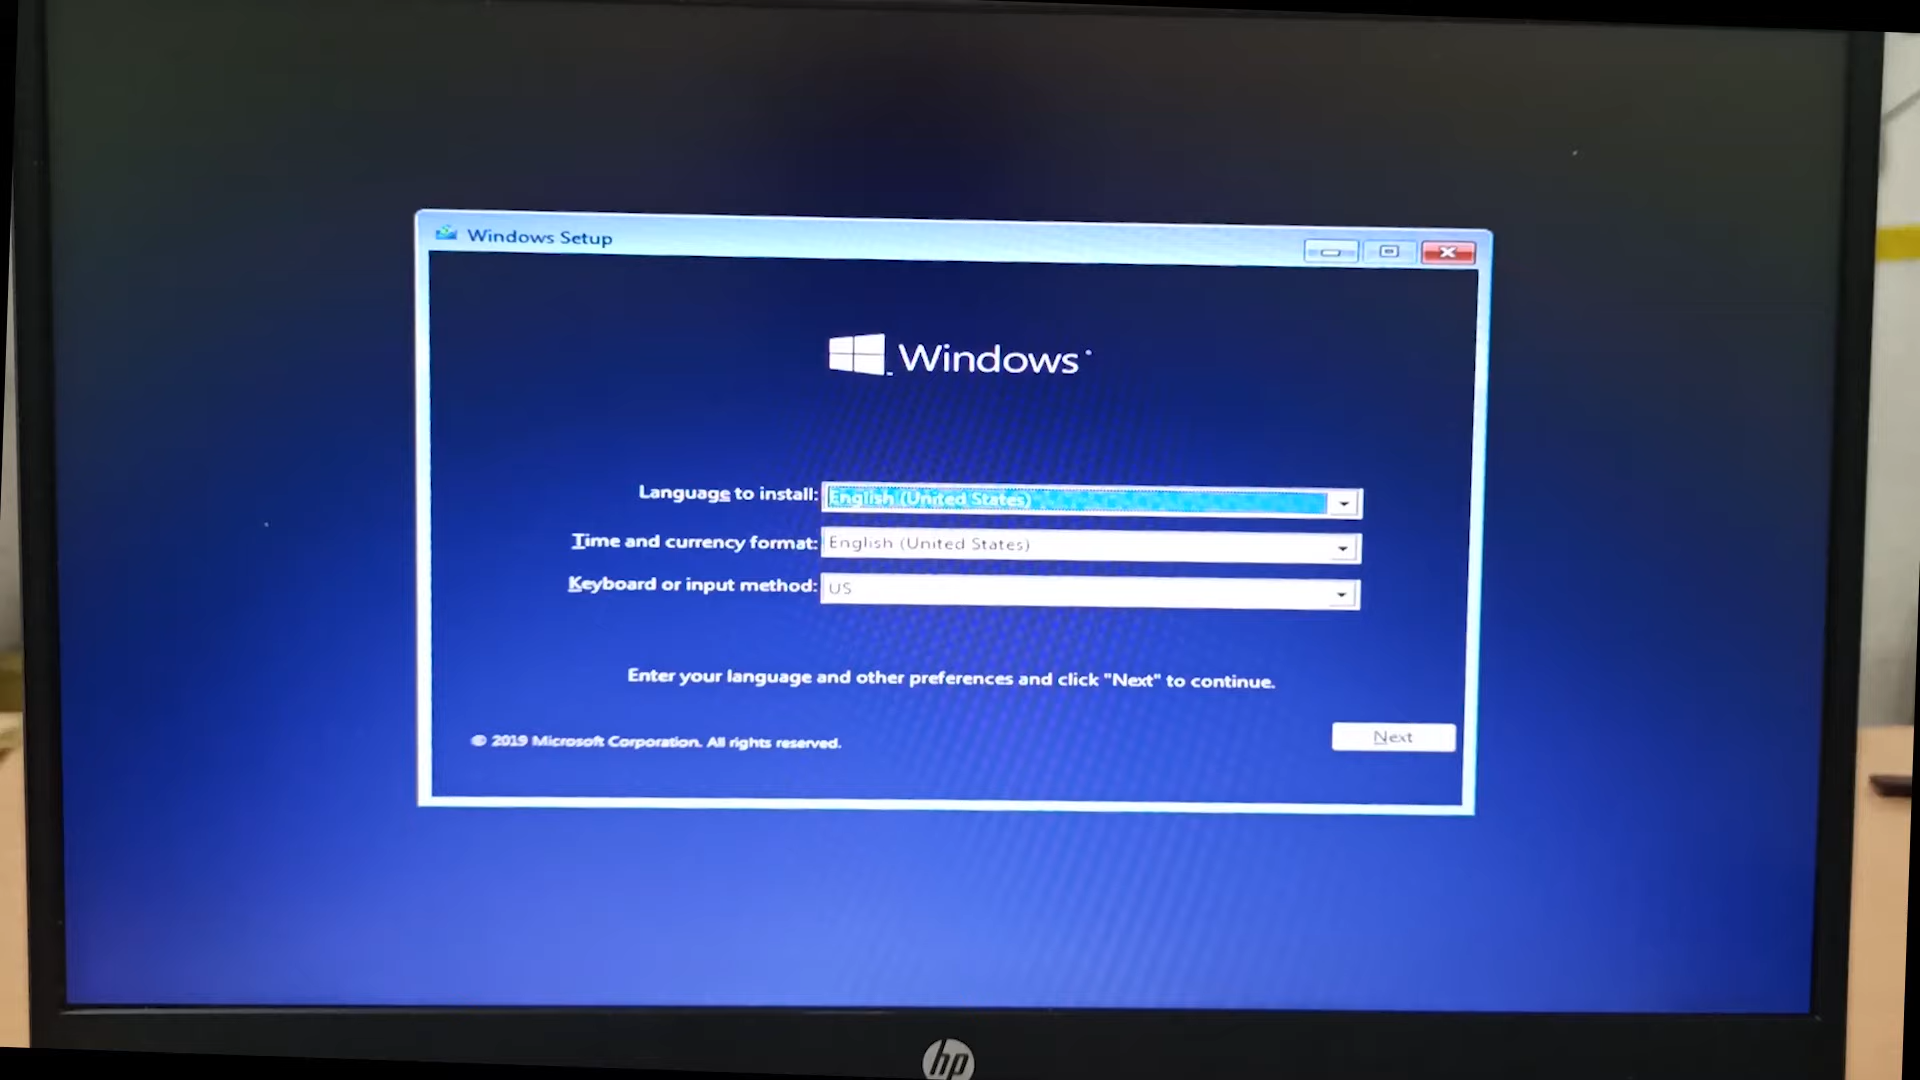 Windows Setup
Windows
Language to install: English (United States)
Time and currency format: English (United States)
Keyboard or input method: US
Enter your language and other preferences and click "Next" to continue.
© 2019 Microsoft Corporation. All rights reserved.
Next
hp